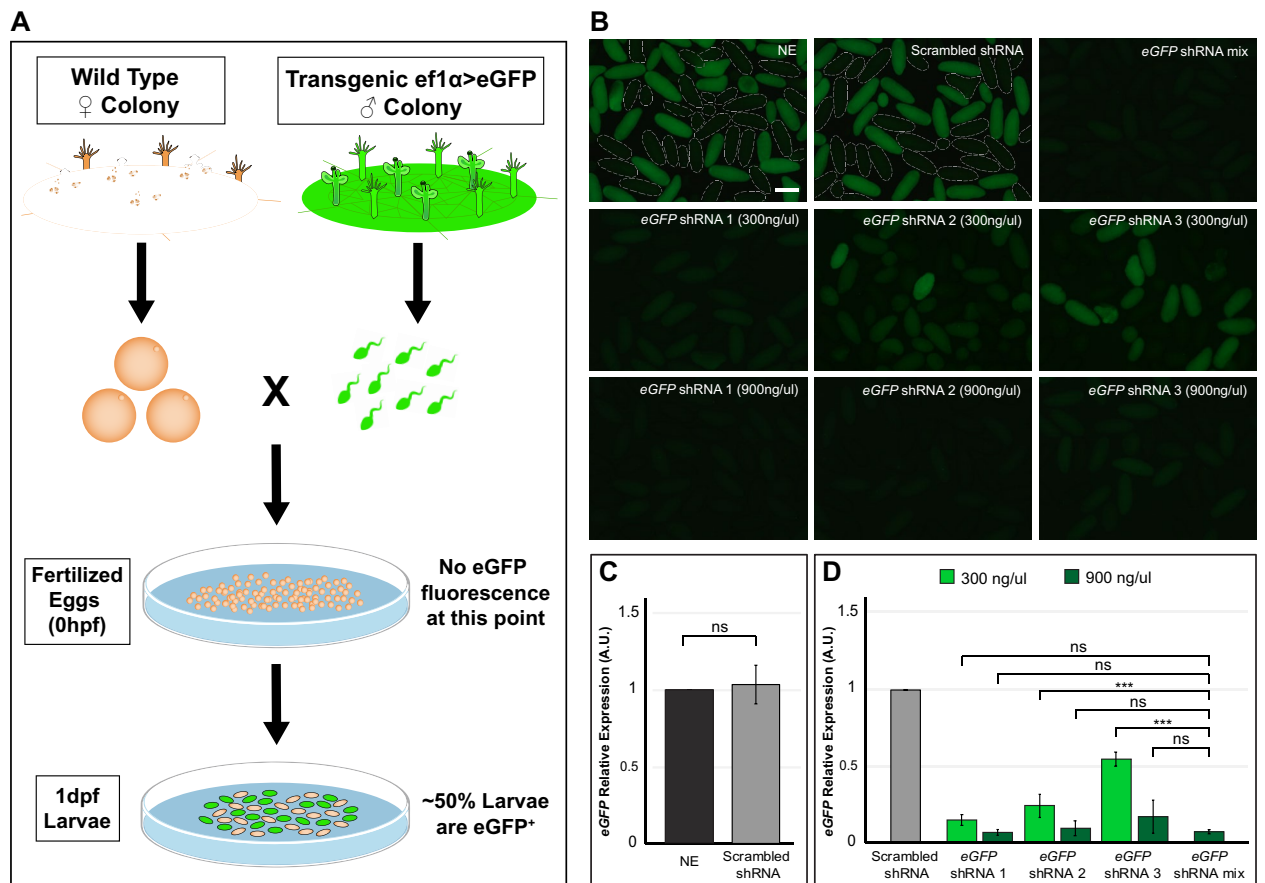 A
Wild Type
♀ Colony
Transgenic ef1α>eGFP
♂ Colony
X
Fertilized
Eggs
(0hpf)
No eGFP
fluorescence
at this point
1dpf
Larvae
~50% Larvae
are eGFP⁺
B
NE
Scrambled shRNA
eGFP shRNA mix
eGFP shRNA 1 (300ng/ul)
eGFP shRNA 2 (300ng/ul)
eGFP shRNA 3 (300ng/ul)
eGFP shRNA 1 (900ng/ul)
eGFP shRNA 2 (900ng/ul)
eGFP shRNA 3 (900ng/ul)
C
eGFP Relative Expression (A.U.)
1.5
1
0.5
0
ns
NE
Scrambled
shRNA
D
300 ng/ul
900 ng/ul
eGFP Relative Expression (A.U.)
1.5
1
0.5
0
ns
ns
***
ns
***
ns
Scrambled
shRNA
eGFP
shRNA 1
eGFP
shRNA 2
eGFP
shRNA 3
eGFP
shRNA mix